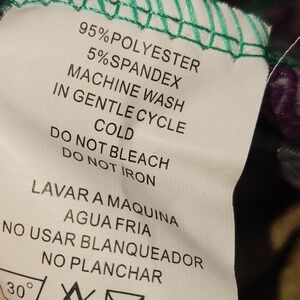 95%POLYESTER
5%SPANDEX
MACHINE WASH
IN GENTLE CYCLE
COLD
DO NOT BLEACH
DO NOT IRON
LAVAR A MAQUINA
AGUA FRIA
NO USAR BLANQUEADOR
NO PLANCHAR
30°